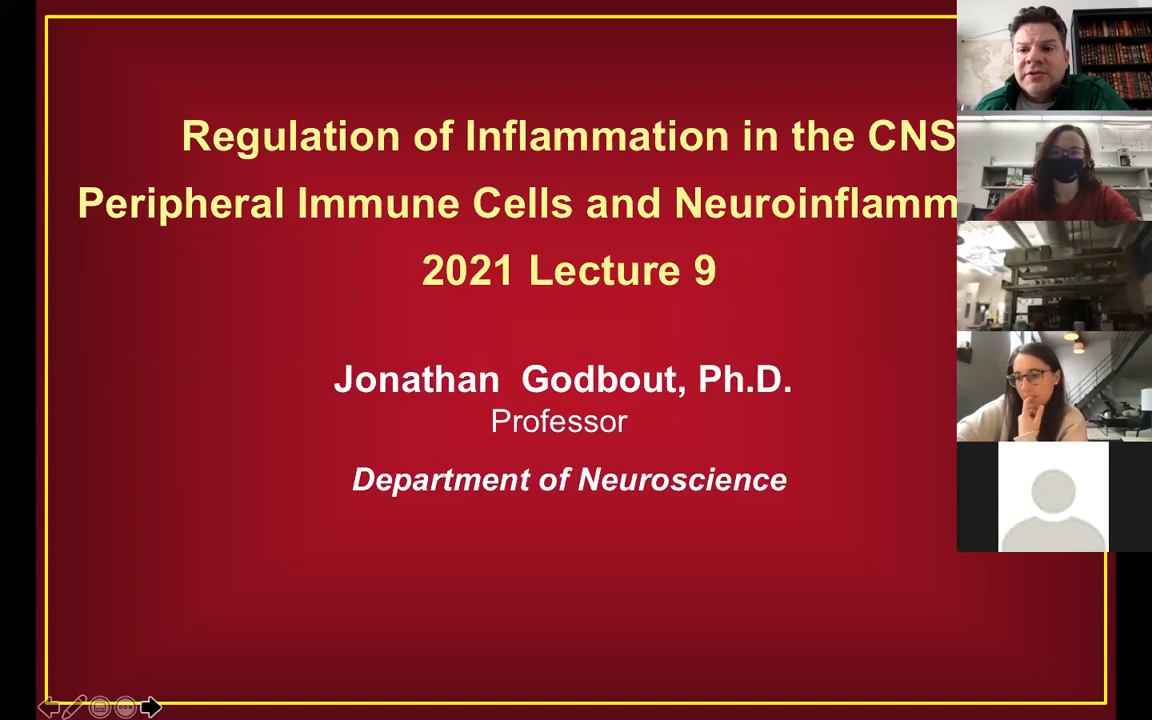 Regulation of Inflammation in the CNS
Peripheral Immune Cells and Neuroinflamm
2021 Lecture 9
Jonathan Godbout, Ph.D.
Professor
Department of Neuroscience